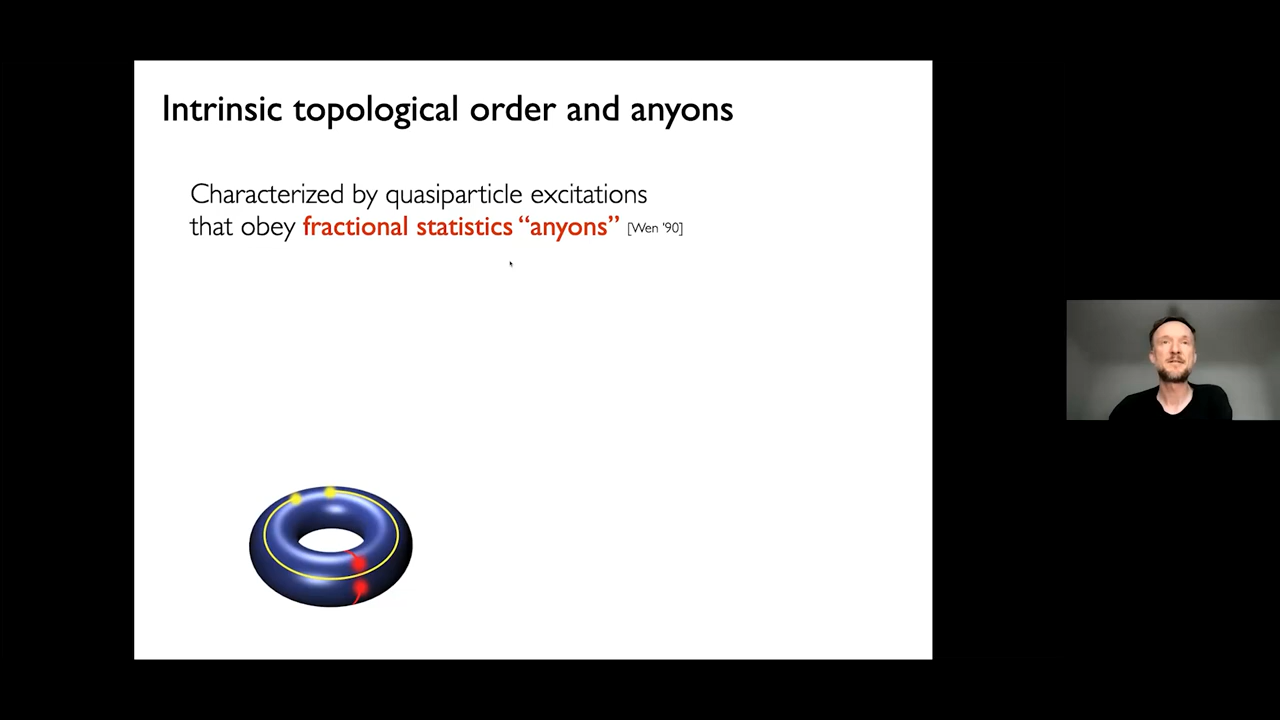 Intrinsic topological order and anyons
Characterized by quasiparticle excitations
that obey fractional statistics “anyons” [Wen ‘90]